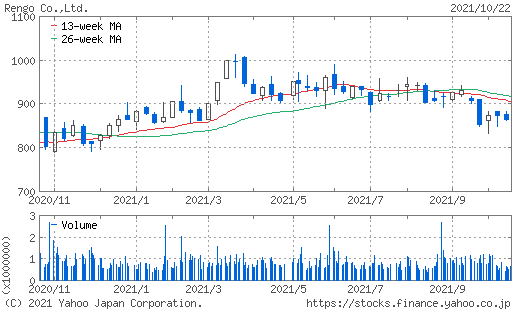 Rengo Co.,Ltd. 2021/10/22
1100
13-week MA
26-week MA
1000
900
800
700
2020/11 2021/1 2021/3 2021/5 2021/7 2021/9
3
Volume
2
1
0
(x1000000)
2020/11 2021/1 2021/3 2021/5 2021/7 2021/9
(C) 2021 Yahoo Japan Corporation. https://stocks.finance.yahoo.co.jp/